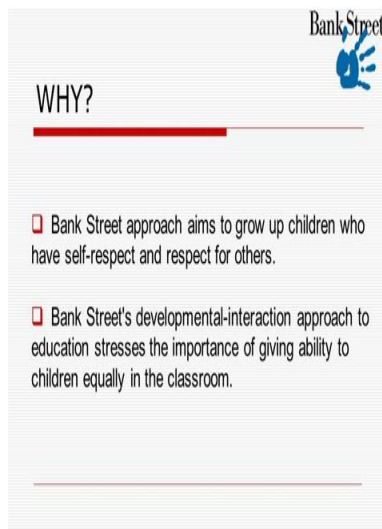 Bank Street
WHY?
Bank Street approach aims to grow up children who
have self-respect and respect for others.
Bank Street's developmental-interaction approach to
education stresses the importance of giving ability to
children equally in the classroom.